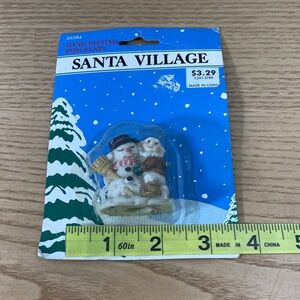 26384
HAND PAINTED
PORCELAIN
SANTA VILLAGE
$3.29
MADE IN CHINA
1 60in 2 3 MADE IN 4 CHINA 5